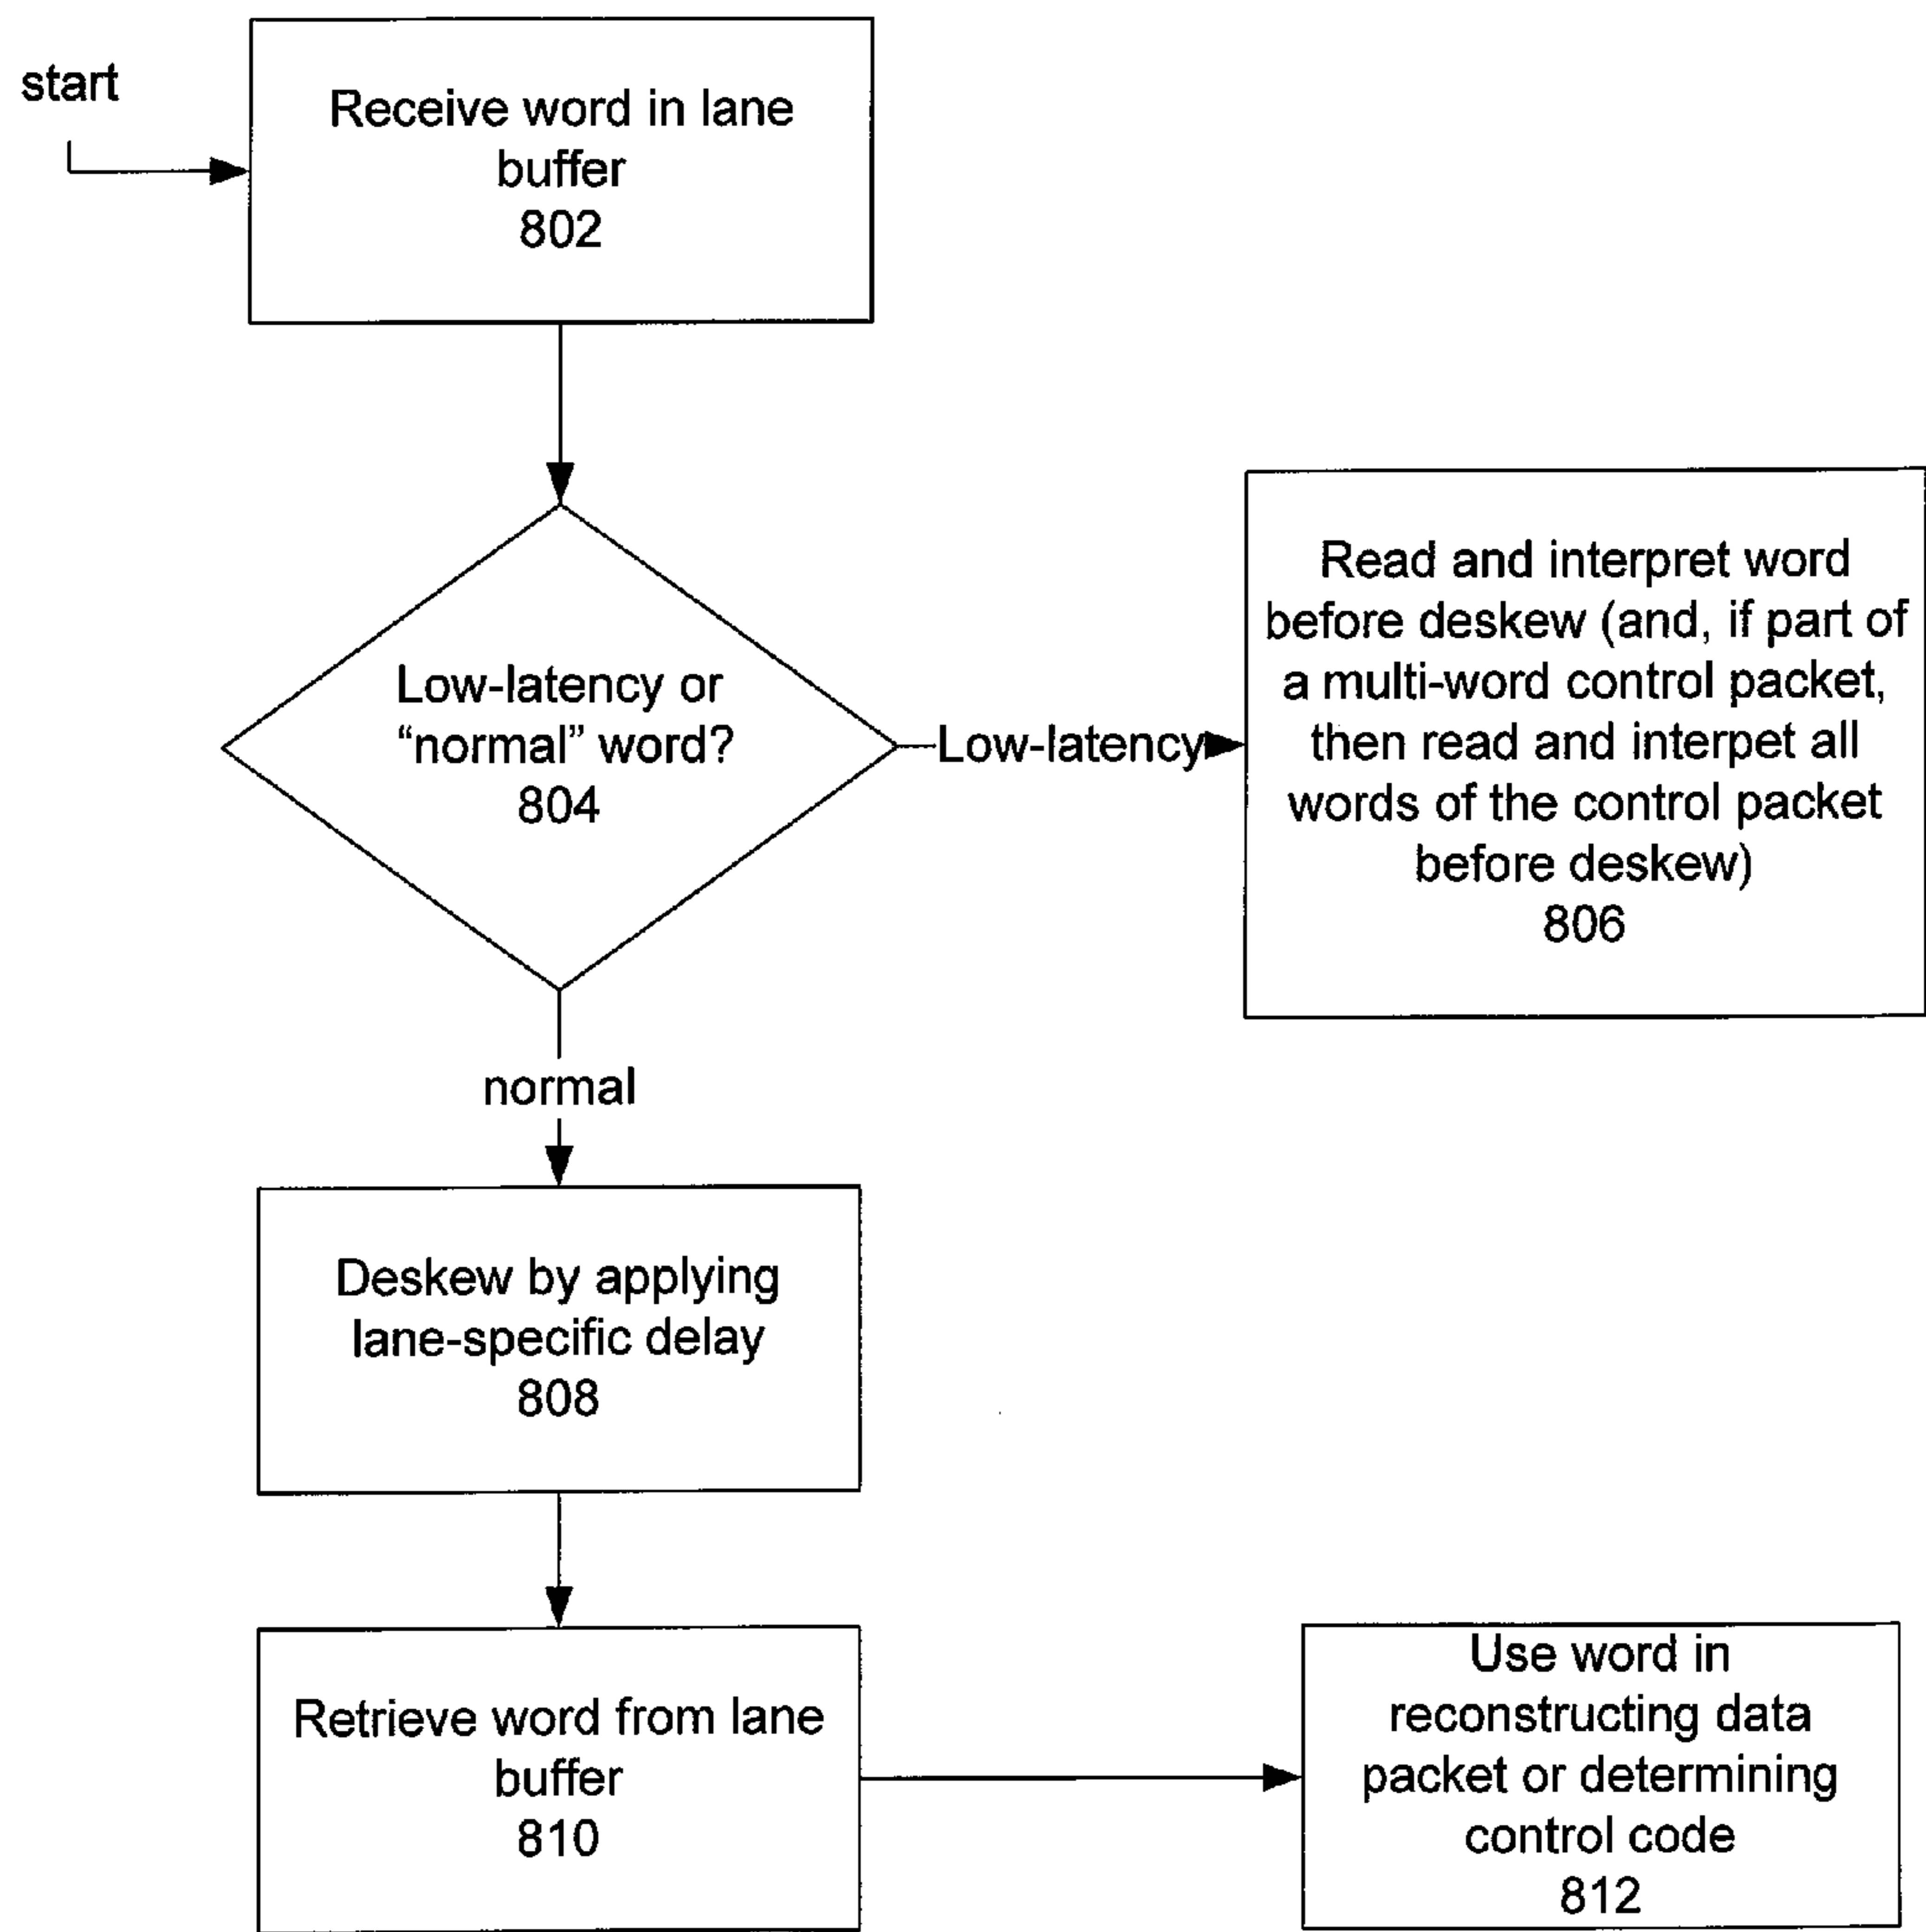 start
Receive word in lane
buffer
802
Low-latency or
“normal” word?
804
Low-latency
Read and interpret word
before deskew (and, if part of
a multi-word control packet,
then read and interpet all
words of the control packet
before deskew)
806
normal
Deskew by applying
lane-specific delay
808
Retrieve word from lane
buffer
810
Use word in
reconstructing data
packet or determining
control code
812